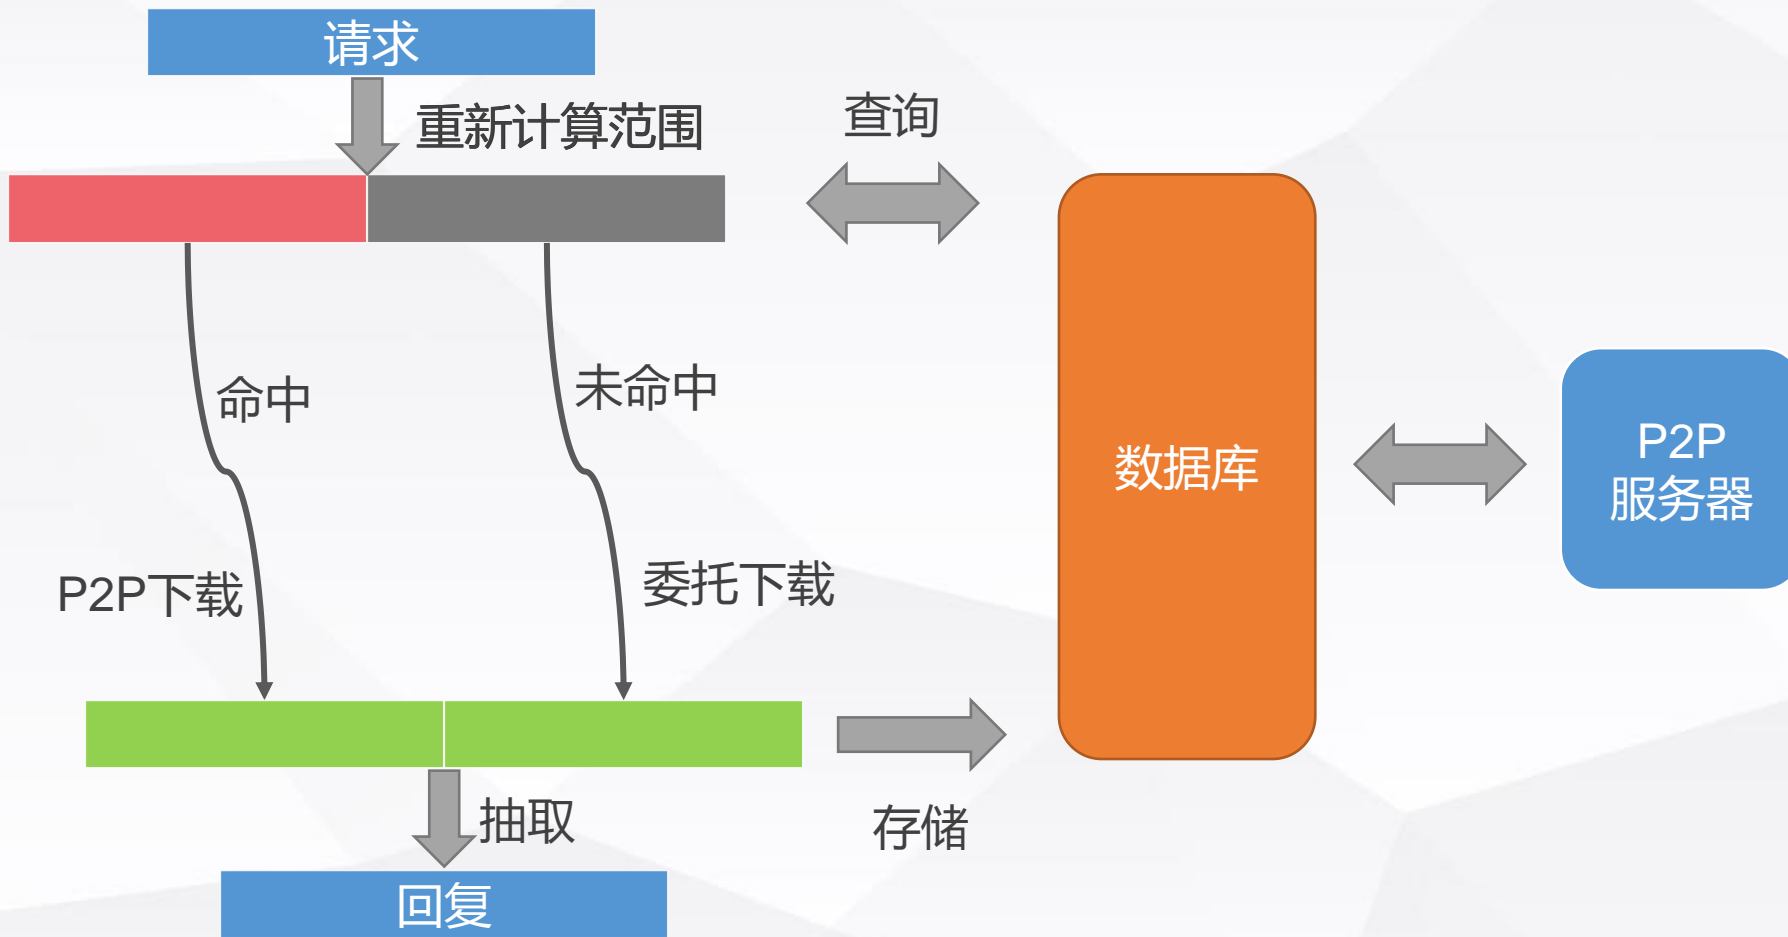 请求
重新计算范围
查询
命中
未命中
数据库
P2P
服务器
P2P下载
委托下载
抽取
存储
回复